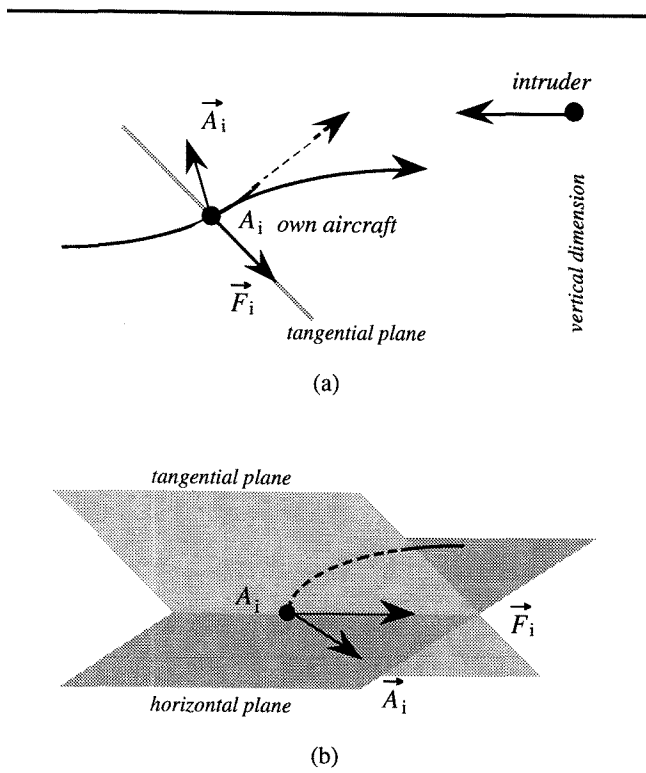 intruder
A⃗i
Ai own aircraft
F⃗i
tangential plane
vertical dimension
(a)
tangential plane
Ai
F⃗i
A⃗i
horizontal plane
(b)